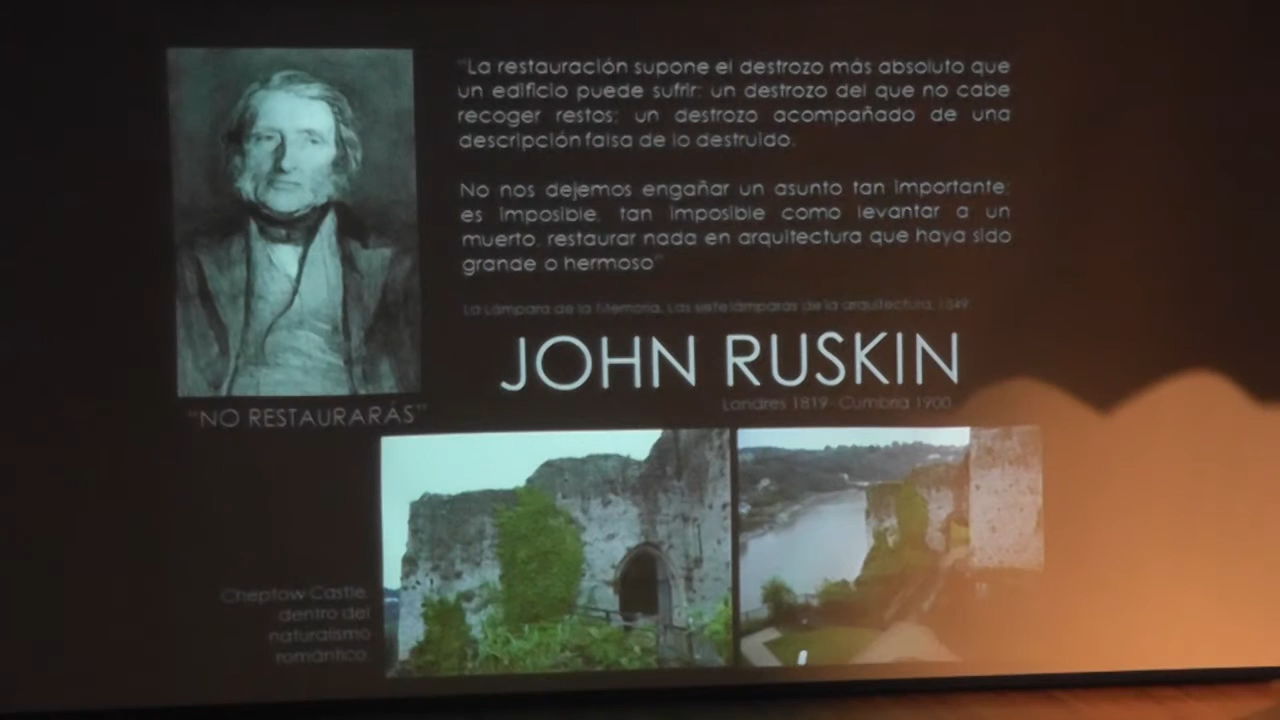 "La restauración supone el destrozo más absoluto que
un edificio puede sufrir: un destrozo del que no cabe
recoger restos; un destrozo acompañado de una
descripción falsa de lo destruido.
No nos dejemos engañar un asunto tan importante;
es imposible, tan imposible como levantar a un
muerto, restaurar nada en arquitectura que haya sido
grande o hermoso"
La Lámpara de la Memoria. Las siete lámparas de la arquitectura. 1849
JOHN RUSKIN
Londres 1819- Cumbria 1900
"NO RESTAURARÁS"
Cheptow Castle,
dentro del
naturalismo
romántico.